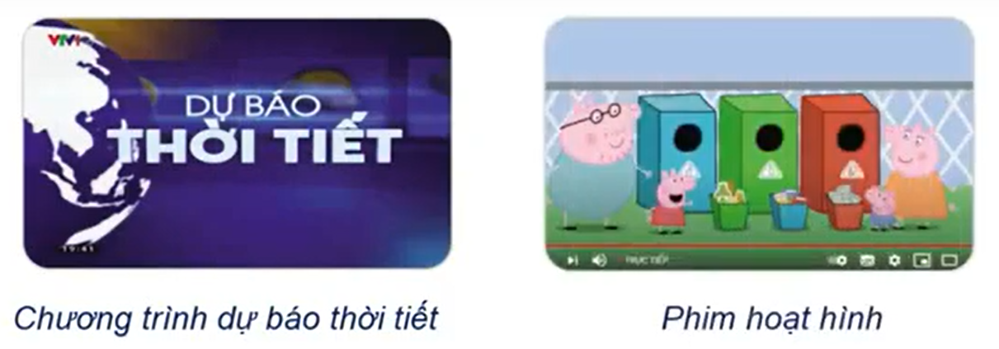 VTV1
DỰ BÁO
THỜI TIẾT
19:41
TRỰC TIẾP
Chương trình dự báo thời tiết
Phim hoạt hình